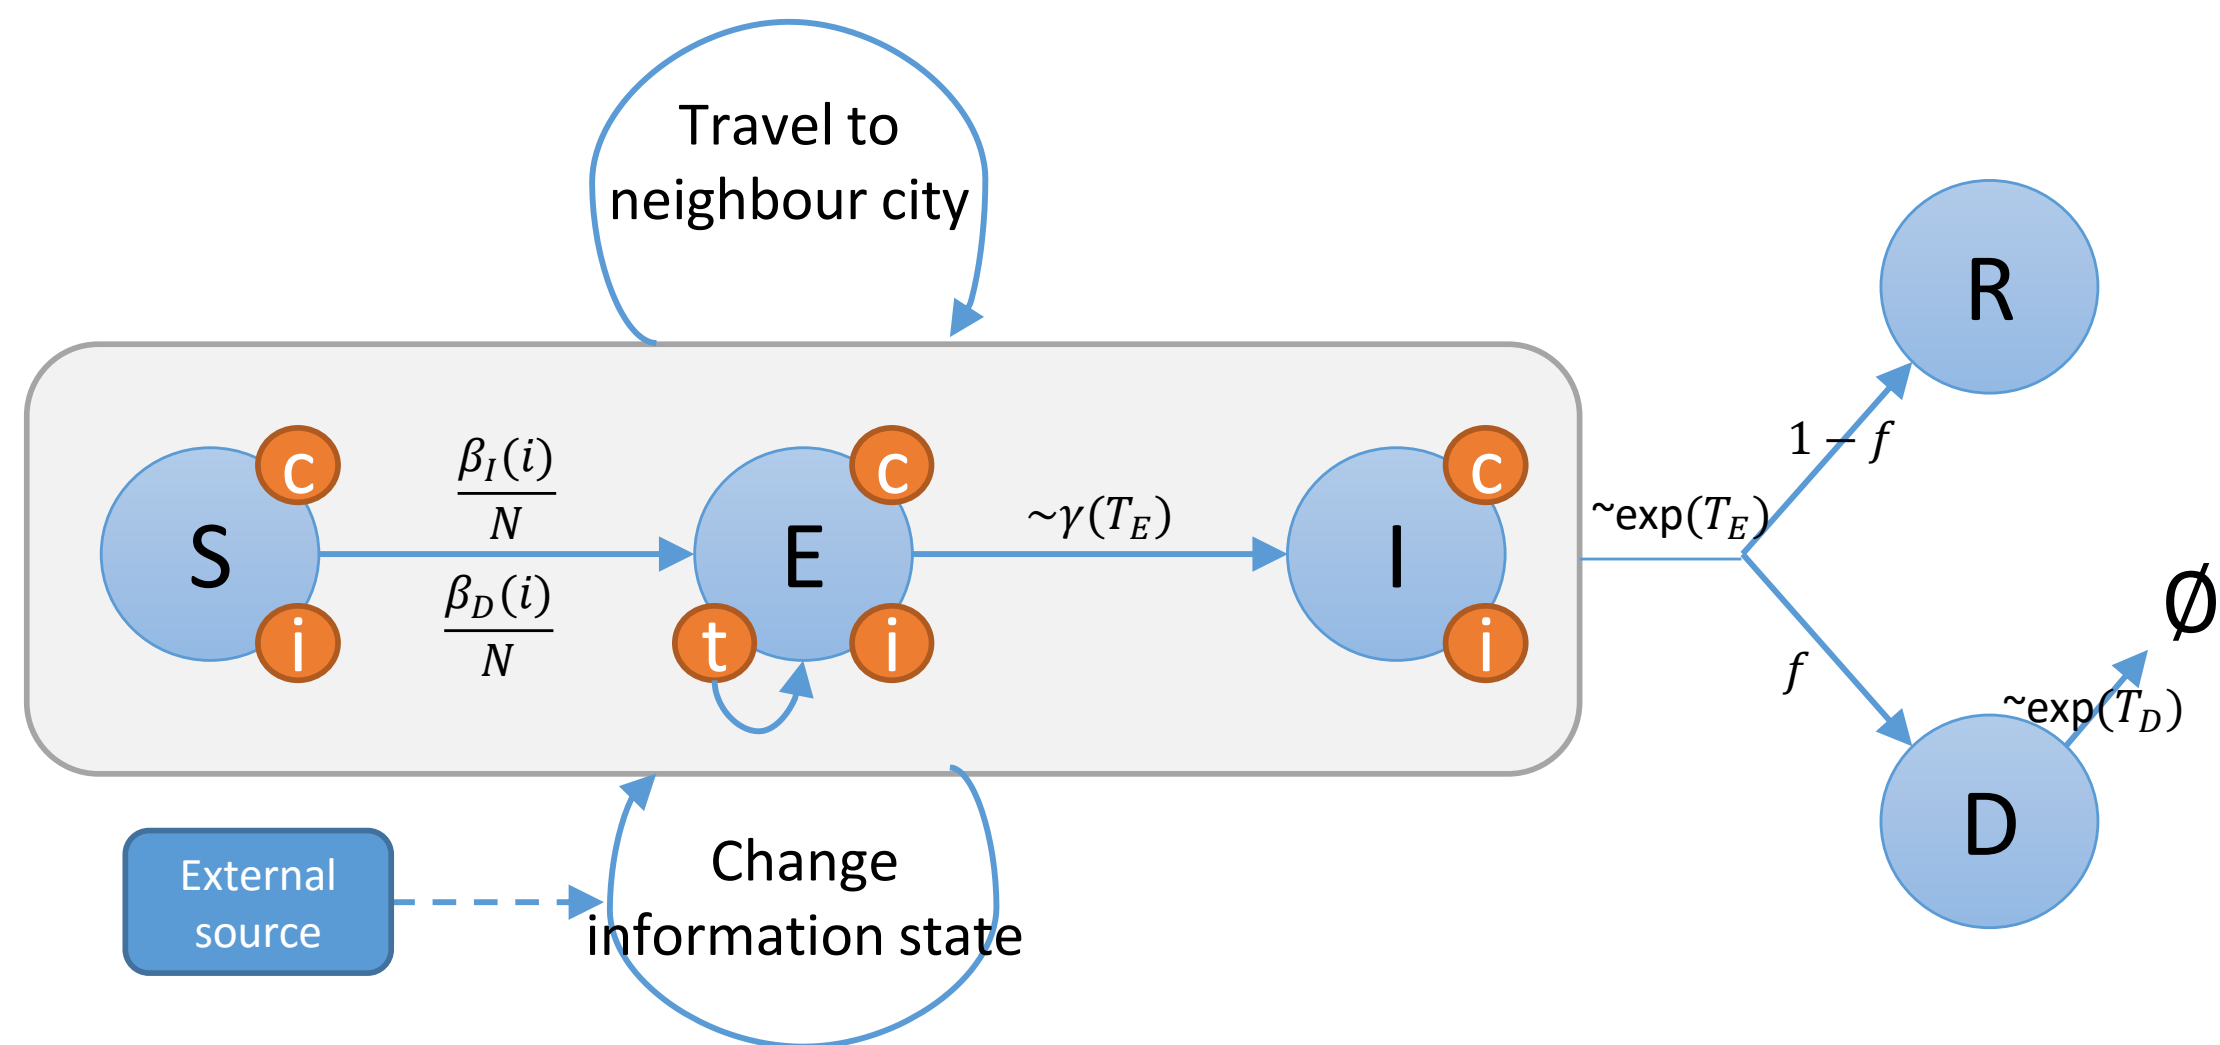 Travel to
neighbour city
R
1 − f
c
c
c
β_I(i)
N
~γ(T_E)
~exp(T_E)
S
E
I
β_D(i)
N
Ø
i
t
i
i
f
~exp(T_D)
D
External
source
Change
information state